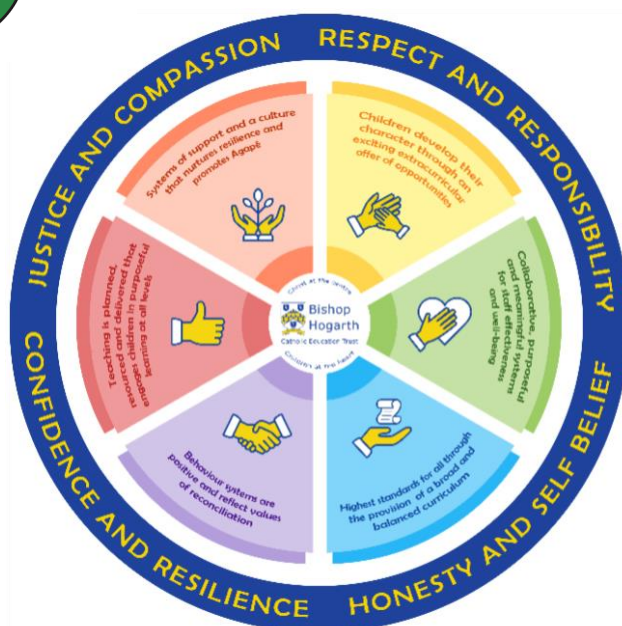 JUSTICE AND COMPASSION
RESPECT AND RESPONSIBILITY
HONESTY AND SELF BELIEF
CONFIDENCE AND RESILIENCE
Systems of support and a culture
that nurtures resilience and
promotes Agapè
Children develop their
character through an
exciting extracurricular
offer of opportunities
Collaborative, purposeful
and meaningful systems
for staff effectiveness
and well-being
Highest standards for all through
the provision of a broad and
balanced curriculum
Behaviour systems are
positive and reflect values
of reconciliation
Teaching is planned,
resourced and delivered that
engages children in purposeful
learning at all levels
Christ at the centre
Bishop
Hogarth
Catholic Education Trust
Children at the heart